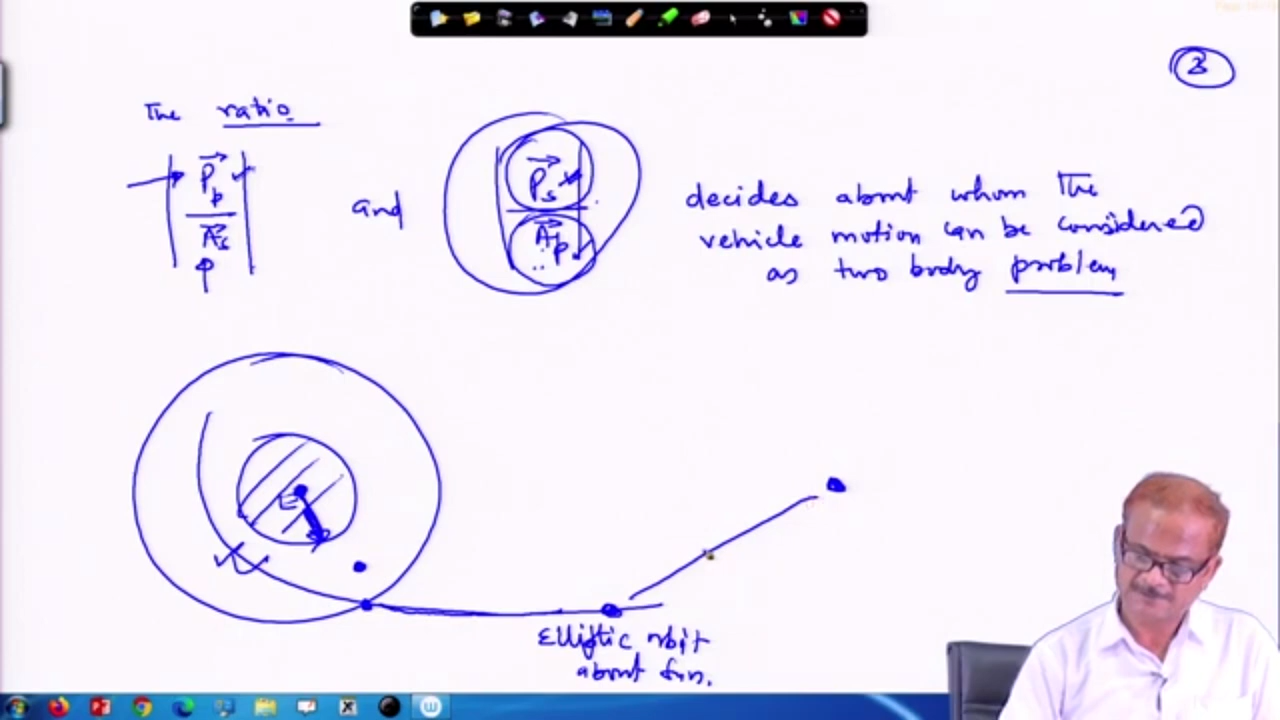 3
The ratio
|P⃗p / A⃗s| and |P⃗s / A⃗p| decides about whom the
vehicle motion can be considered
as two body problem
E
Elliptic orbit
about sun.